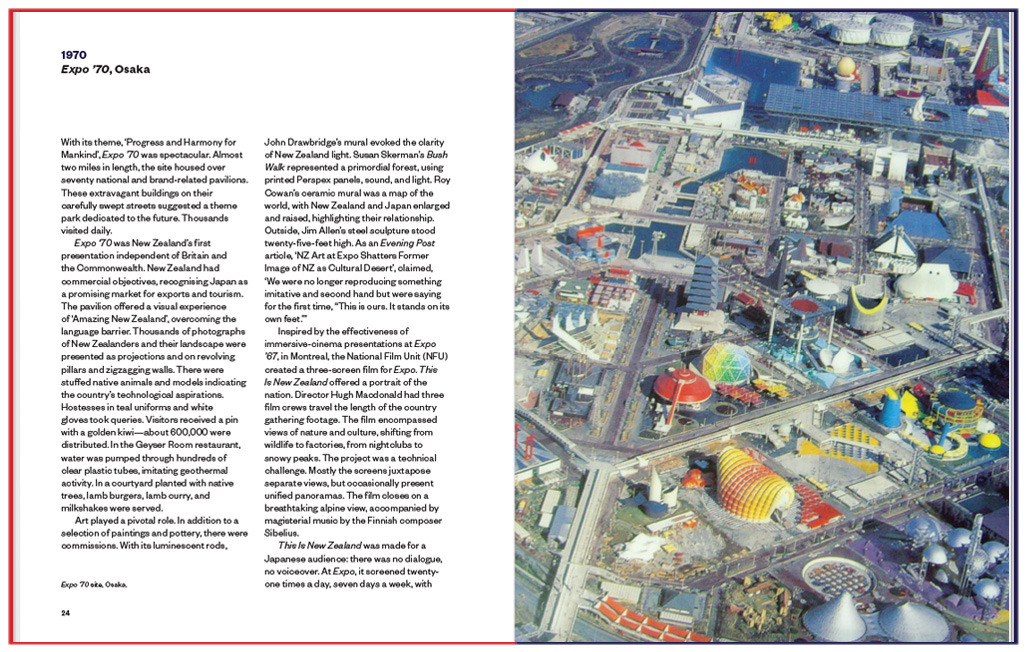 1970
Expo '70, Osaka
With its theme, 'Progress and Harmony for
Mankind', Expo '70 was spectacular. Almost
two miles in length, the site housed over
seventy national and brand-related pavilions.
These extravagant buildings on their
carefully swept streets suggested a theme
park dedicated to the future. Thousands
visited daily.
Expo '70 was New Zealand's first
presentation independent of Britain and
the Commonwealth. New Zealand had
commercial objectives, recognising Japan as
a promising market for exports and tourism.
The pavilion offered a visual experience
of 'Amazing New Zealand', overcoming the
language barrier. Thousands of photographs
of New Zealanders and their landscape were
presented as projections and on revolving
pillars and zigzagging walls. There were
stuffed native animals and models indicating
the country's technological aspirations.
Hostesses in teal uniforms and white
gloves took queries. Visitors received a pin
with a golden kiwi—about 600,000 were
distributed. In the Geyser Room restaurant,
water was pumped through hundreds of
clear plastic tubes, imitating geothermal
activity. In a courtyard planted with native
trees, lamb burgers, lamb curry, and
milkshakes were served.
Art played a pivotal role. In addition to a
selection of paintings and pottery, there were
commissions. With its luminescent rods,
John Drawbridge's mural evoked the clarity
of New Zealand light. Susan Skerman's Bush
Walk represented a primordial forest, using
printed Perspex panels, sound, and light. Roy
Cowan's ceramic mural was a map of the
world, with New Zealand and Japan enlarged
and raised, highlighting their relationship.
Outside, Jim Allen's steel sculpture stood
twenty-five-feet high. As an Evening Post
article, 'NZ Art at Expo Shatters Former
Image of NZ as Cultural Desert', claimed,
'We were no longer reproducing something
imitative and second hand but were saying
for the first time, "This is ours. It stands on its
own feet."'
Inspired by the effectiveness of
immersive-cinema presentations at Expo
'67, in Montreal, the National Film Unit (NFU)
created a three-screen film for Expo. This
Is New Zealand offered a portrait of the
nation. Director Hugh Macdonald had three
film crews travel the length of the country
gathering footage. The film encompassed
views of nature and culture, shifting from
wildlife to factories, from nightclubs to
snowy peaks. The project was a technical
challenge. Mostly the screens juxtapose
separate views, but occasionally present
unified panoramas. The film closes on a
breathtaking alpine view, accompanied by
magisterial music by the Finnish composer
Sibelius.
This Is New Zealand was made for a
Japanese audience: there was no dialogue,
no voiceover. At Expo, it screened twenty-
one times a day, seven days a week, with
Expo '70 site, Osaka.
24